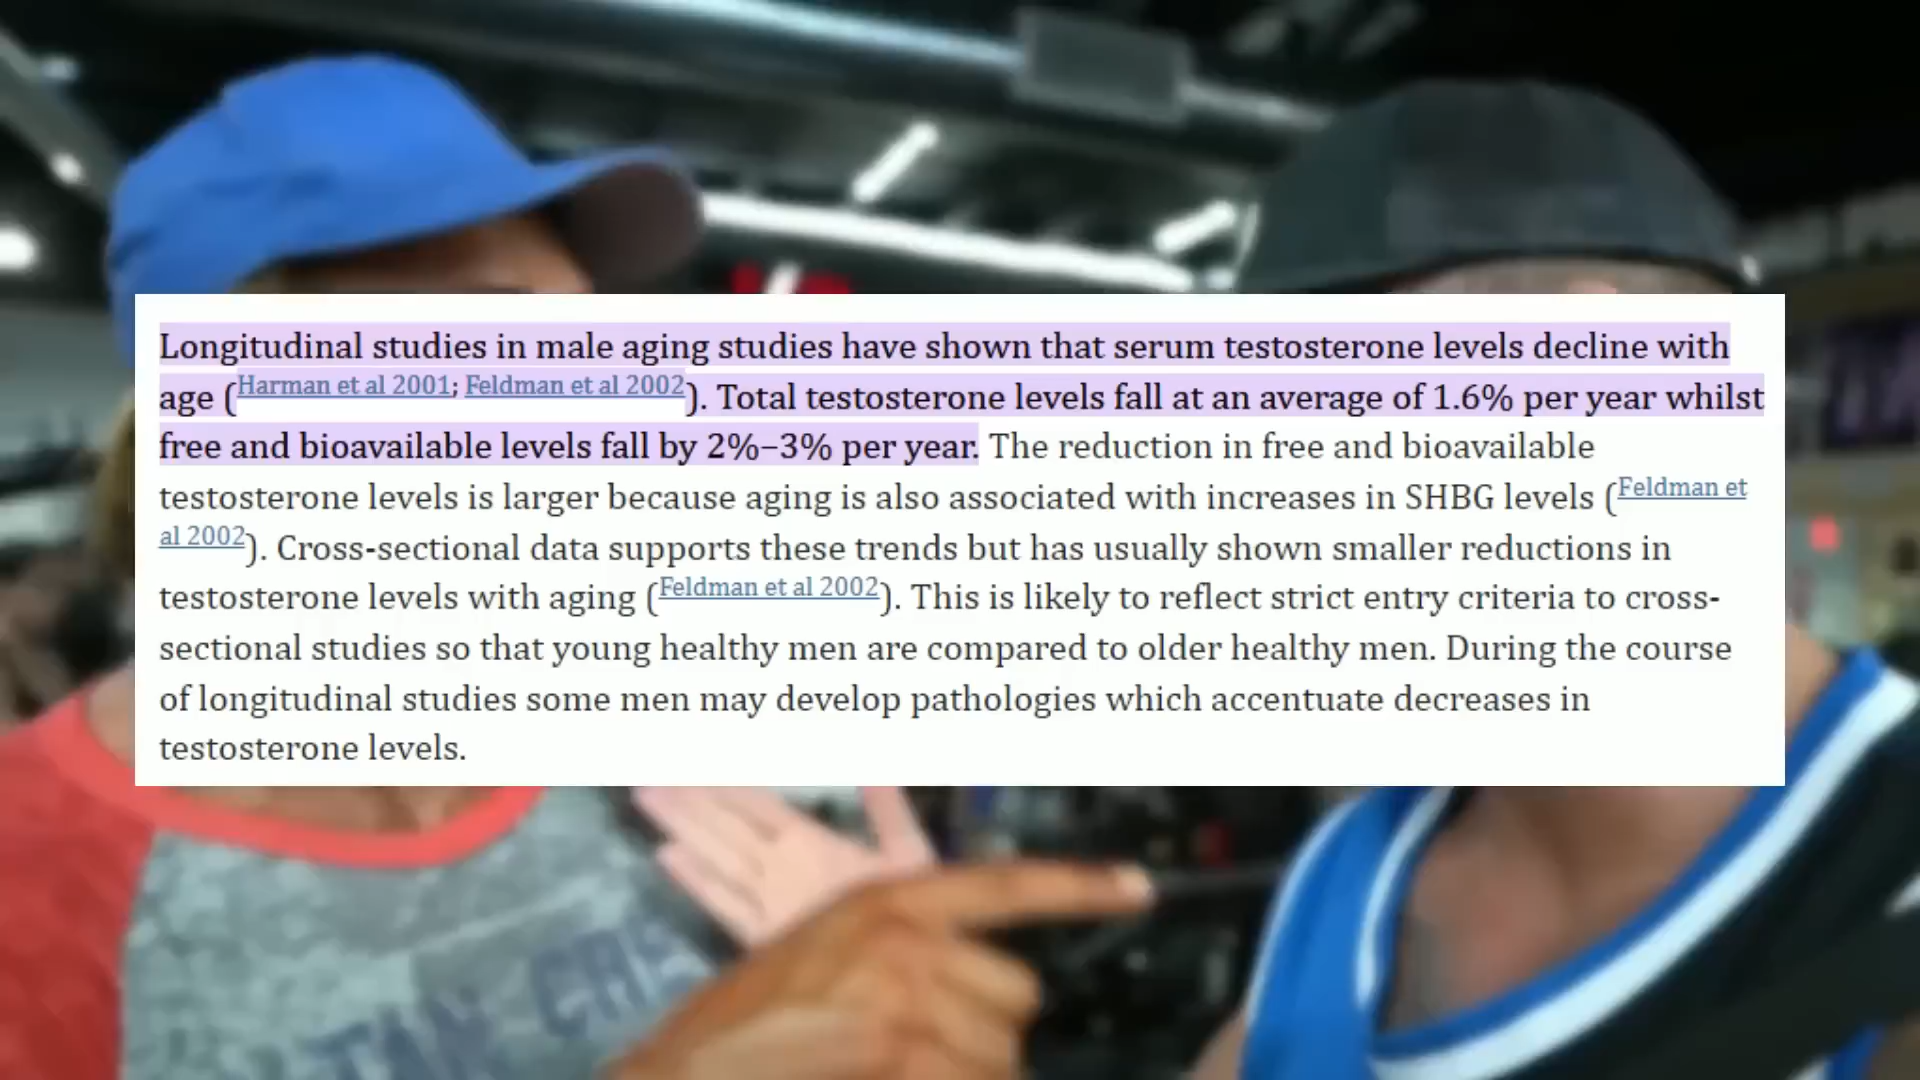 Longitudinal studies in male aging studies have shown that serum testosterone levels decline with
age (Harman et al 2001; Feldman et al 2002). Total testosterone levels fall at an average of 1.6% per year whilst
free and bioavailable levels fall by 2%–3% per year. The reduction in free and bioavailable
testosterone levels is larger because aging is also associated with increases in SHBG levels (Feldman et
al 2002). Cross-sectional data supports these trends but has usually shown smaller reductions in
testosterone levels with aging (Feldman et al 2002). This is likely to reflect strict entry criteria to cross-
sectional studies so that young healthy men are compared to older healthy men. During the course
of longitudinal studies some men may develop pathologies which accentuate decreases in
testosterone levels.